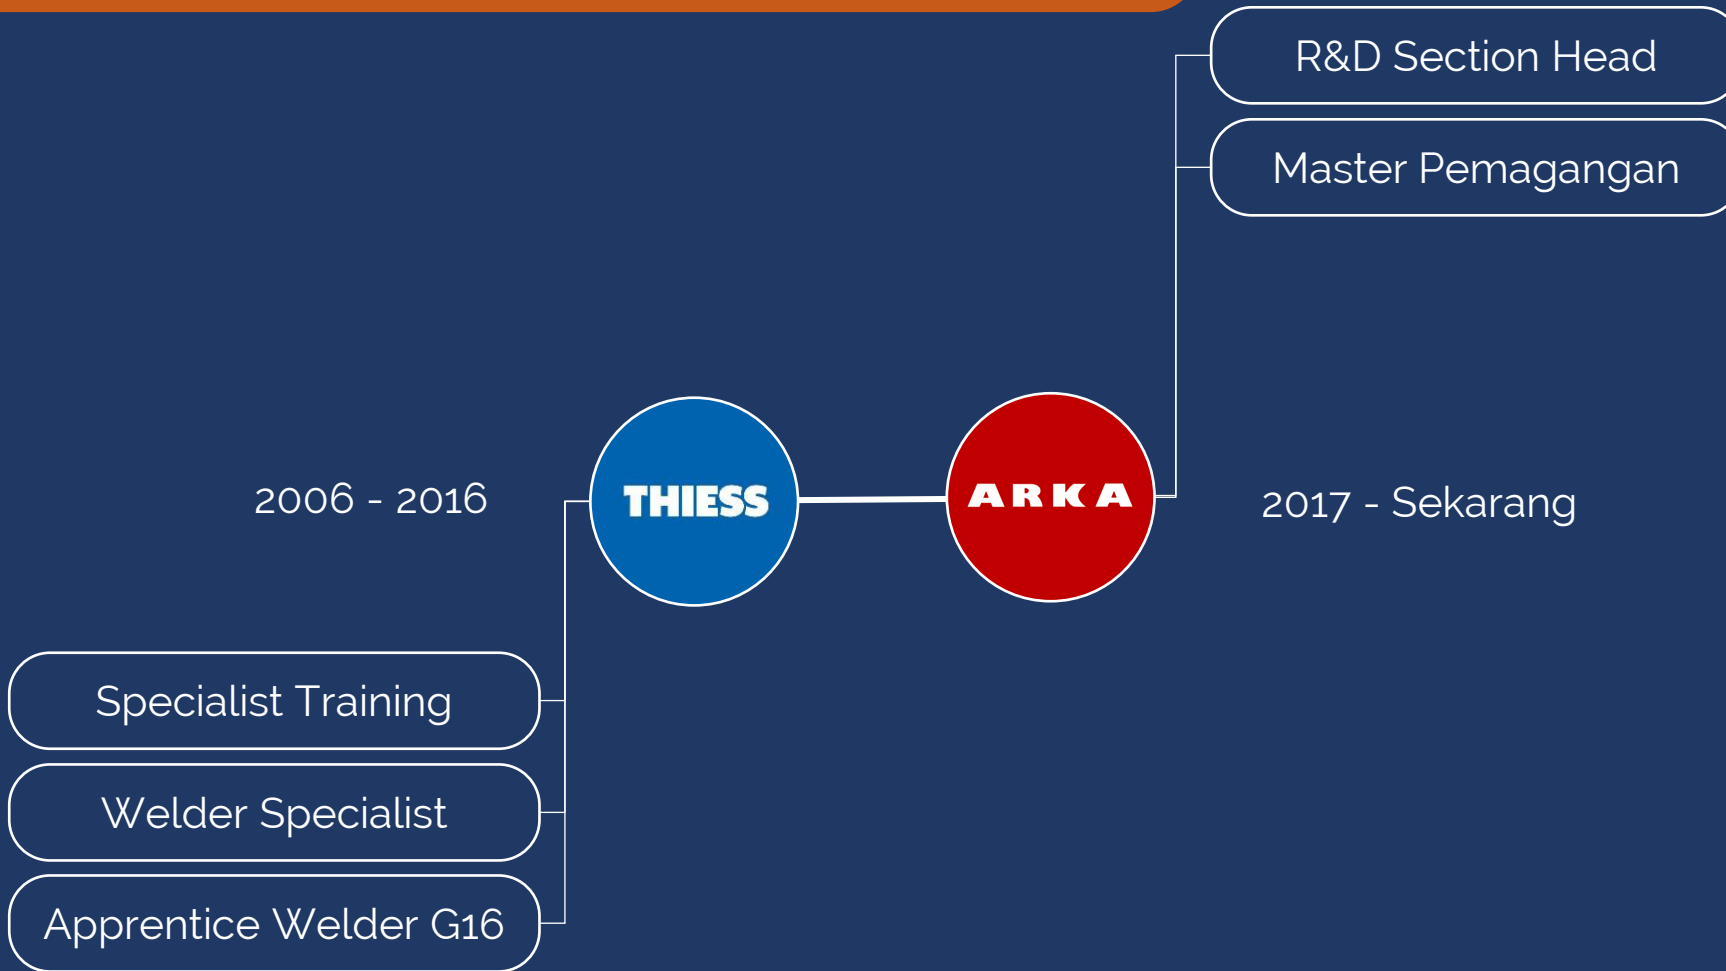 R&D Section Head
Master Pemagangan
2006 - 2016
THIESS
ARKA
2017 - Sekarang
Specialist Training
Welder Specialist
Apprentice Welder G16